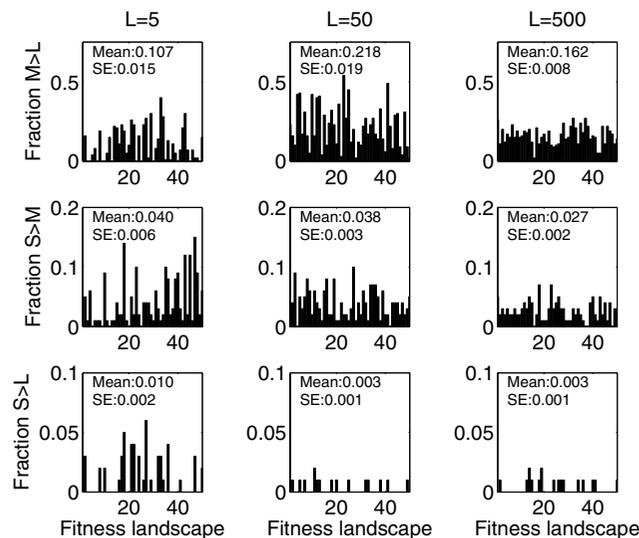 L=5 L=50 L=500
Fraction M>L
0.5
0
Mean:0.107
SE:0.015
20 40
Mean:0.218
SE:0.019
0.5
0
20 40
Mean:0.162
SE:0.008
0.5
0
20 40
Fraction S>M
0.2
0.1
0
Mean:0.040
SE:0.006
20 40
0.2
0.1
0
Mean:0.038
SE:0.003
20 40
0.2
0.1
0
Mean:0.027
SE:0.002
20 40
Fraction S>L
0.1
0.05
0
Mean:0.010
SE:0.002
0 20 40
Fitness landscape
0.1
0.05
0
Mean:0.003
SE:0.001
0 20 40
Fitness landscape
0.1
0.05
0
Mean:0.003
SE:0.001
0 20 40
Fitness landscape